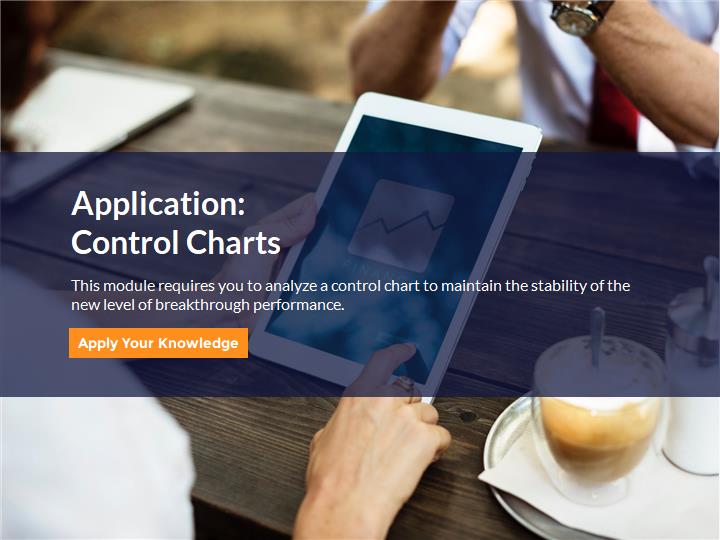 Application:
Control Charts
This module requires you to analyze a control chart to maintain the stability of the
new level of breakthrough performance.
Apply Your Knowledge